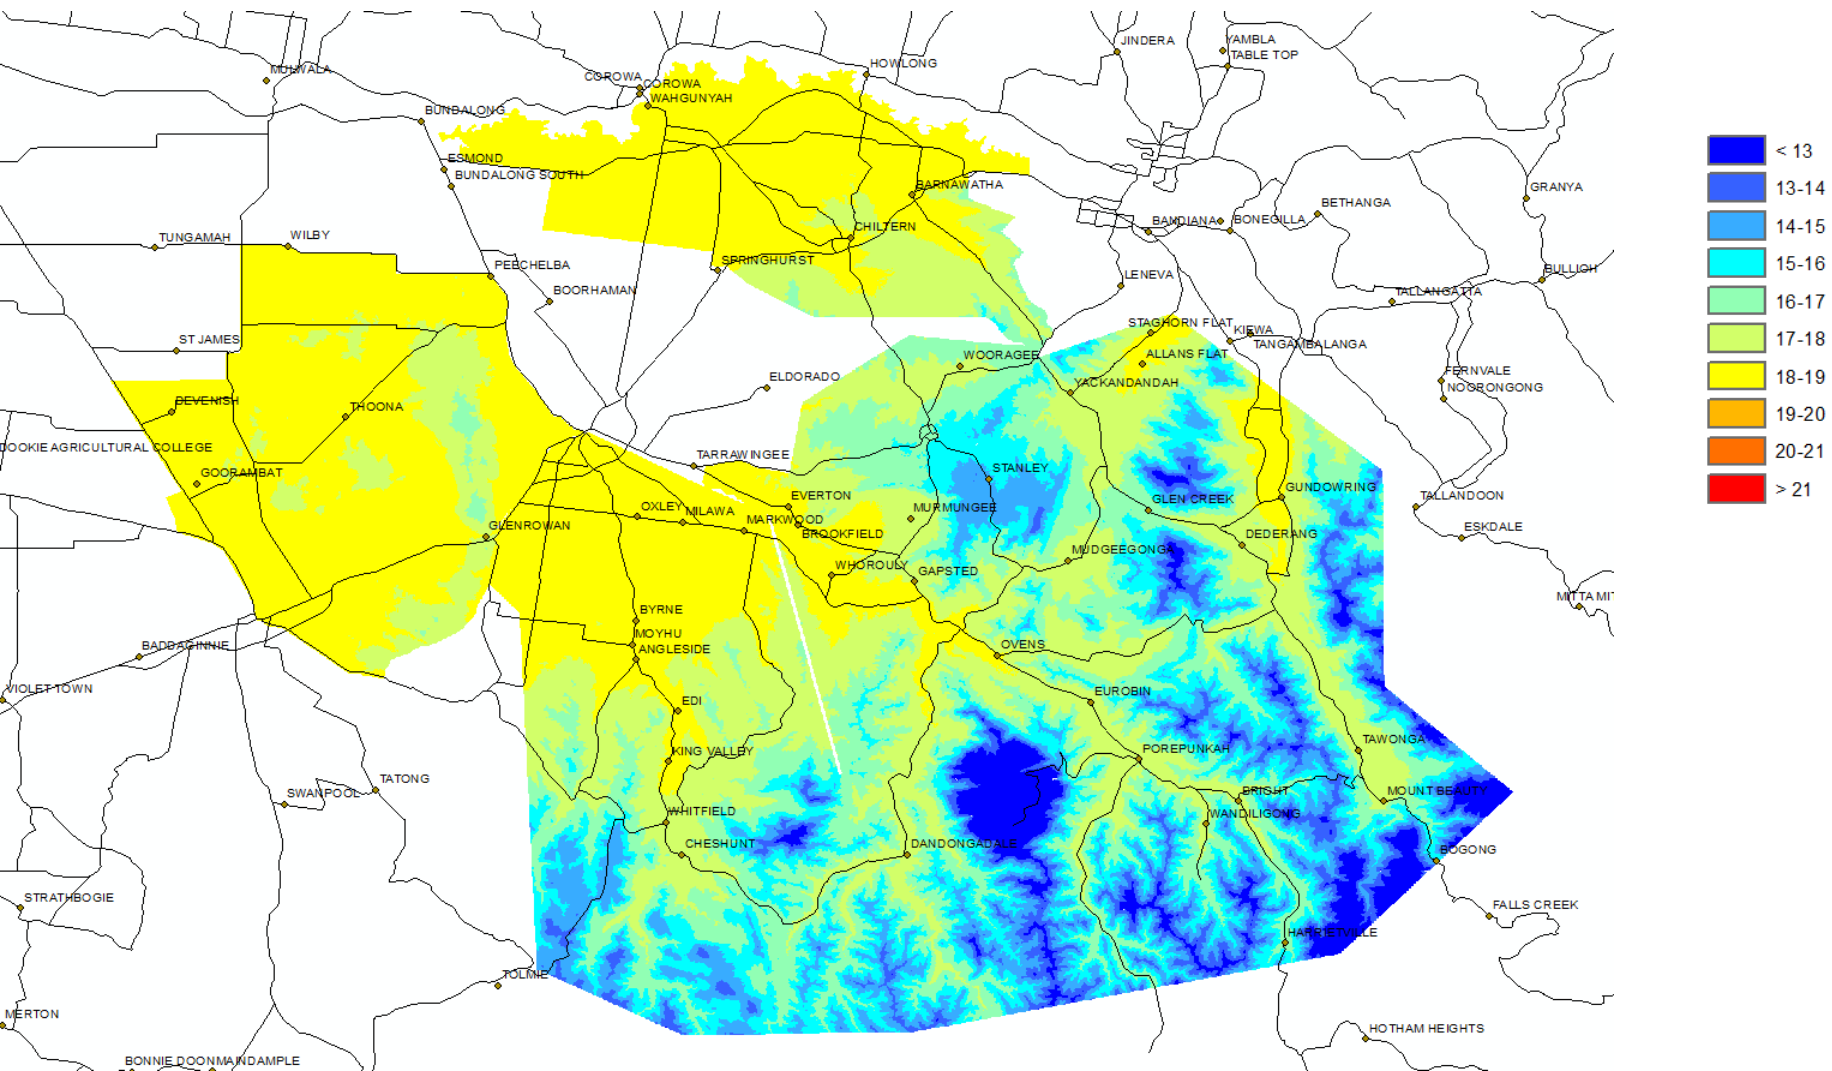 JINDERA
YAMBLA
TABLE TOP
HOWLONG
MULWALA
COROWA
COROWA
WAHGUNYAH
BUNDALONG
ESMOND
BUNDALONG SOUTH
BARNAWATHA
GRANYA
BETHANGA
BANDIANA
BONEGILLA
CHILTERN
TUNGAMAH
WILBY
PEECHELBA
SPRINGHURST
BULLIOH
LENEVA
BOORHAMAN
TALLANGATTA
STAGHORN FLAT
KIEWA
ST JAMES
TANGAMBALANGA
WOORAGEE
ALLANS FLAT
ELDORADO
YACKANDANDAH
FERNVALE
NOORONGONG
DEVENISH
THOONA
DOOKIE AGRICULTURAL COLLEGE
TARRAWINGEE
GOORAMBAT
STANLEY
EVERTON
GLEN CREEK
GUNDOWRING
TALLANDOON
OXLEY
MILAWA
MARKWOOD
MURMUNGEE
GLENROWAN
BROOKFIELD
ESKDALE
DEDERANG
MUDGEEGONGA
WHOROULY
GAPSTED
MITTA MIT
BYRNE
MOYHU
ANGLESIDE
BADDAGINNIE
OVENS
VIOLET TOWN
EDI
EUROBIN
KING VALLEY
POREPUNKAH
TAWONGA
TATONG
SWANPOOL
BRIGHT
MOUNT BEAUTY
WHITFIELD
WANDILIGONG
CHESHUNT
DANDONGADALE
BOGONG
STRATHBOGIE
FALLS CREEK
HARRIETVILLE
TOLMIE
MERTON
HOTHAM HEIGHTS
BONNIE DOON
MAINDAMPLE
< 13
13-14
14-15
15-16
16-17
17-18
18-19
19-20
20-21
> 21